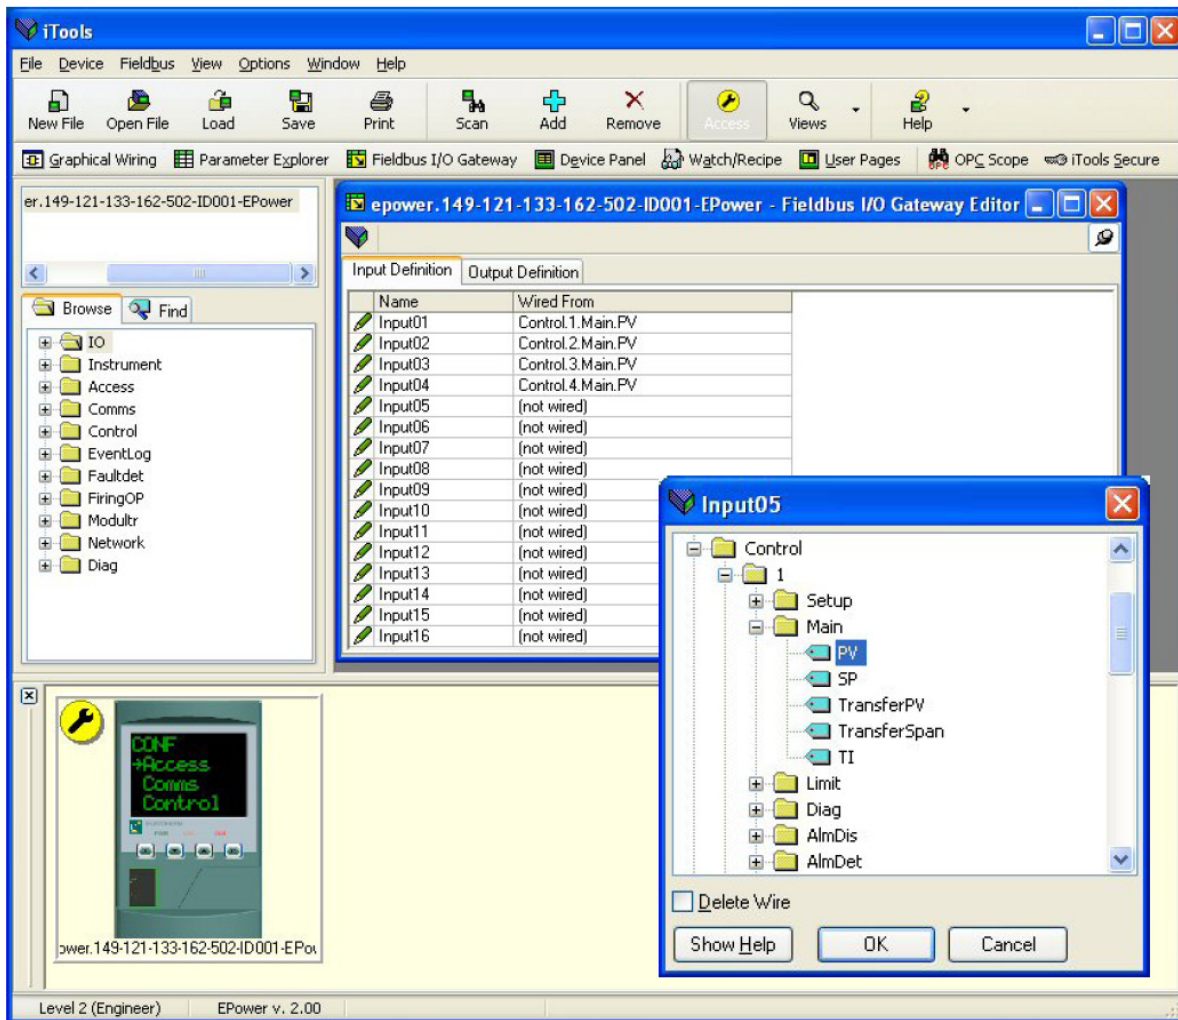 iTools
File Device Fieldbus View Options Window Help
New File Open File Load Save Print Scan Add Remove Access Views Help
Graphical Wiring Parameter Explorer Fieldbus I/O Gateway Device Panel Watch/Recipe User Pages OPC Scope iTools Secure
er.149-121-133-162-502-ID001-EPower
Browse Find
IO
Instrument
Access
Comms
Control
EventLog
Faultdet
FiringOP
Modultr
Network
Diag
epower.149-121-133-162-502-ID001-EPower - Fieldbus I/O Gateway Editor
Input Definition Output Definition
Name Wired From
Input01 Control.1.Main.PV
Input02 Control.2.Main.PV
Input03 Control.3.Main.PV
Input04 Control.4.Main.PV
Input05 (not wired)
Input06 (not wired)
Input07 (not wired)
Input08 (not wired)
Input09 (not wired)
Input10 (not wired)
Input11 (not wired)
Input12 (not wired)
Input13 (not wired)
Input14 (not wired)
Input15 (not wired)
Input16 (not wired)
Input05
Control
1
Setup
Main
PV
SP
TransferPV
TransferSpan
TI
Limit
Diag
AlmDis
AlmDet
Delete Wire
Show Help OK Cancel
CONF
→Access
Comms
Control
ower.149-121-133-162-502-ID001-EPow
Level 2 (Engineer) EPower v. 2.00